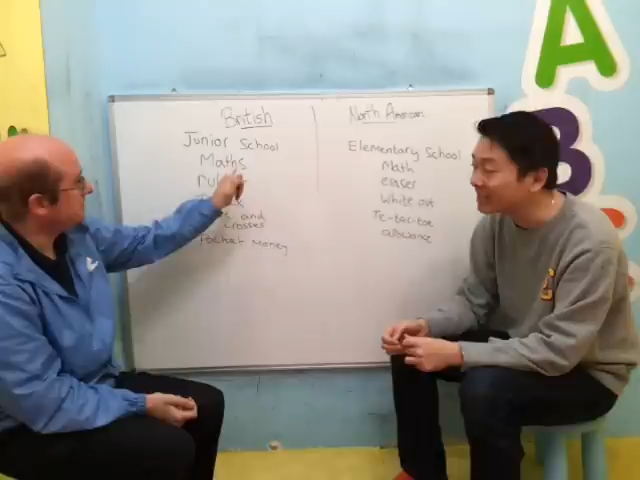 British
North American
Junior School
Elementary School
Maths
Math
eraser
White out
Tic-tac-toe
and
crosses
allowance
Pocket Money
A
B